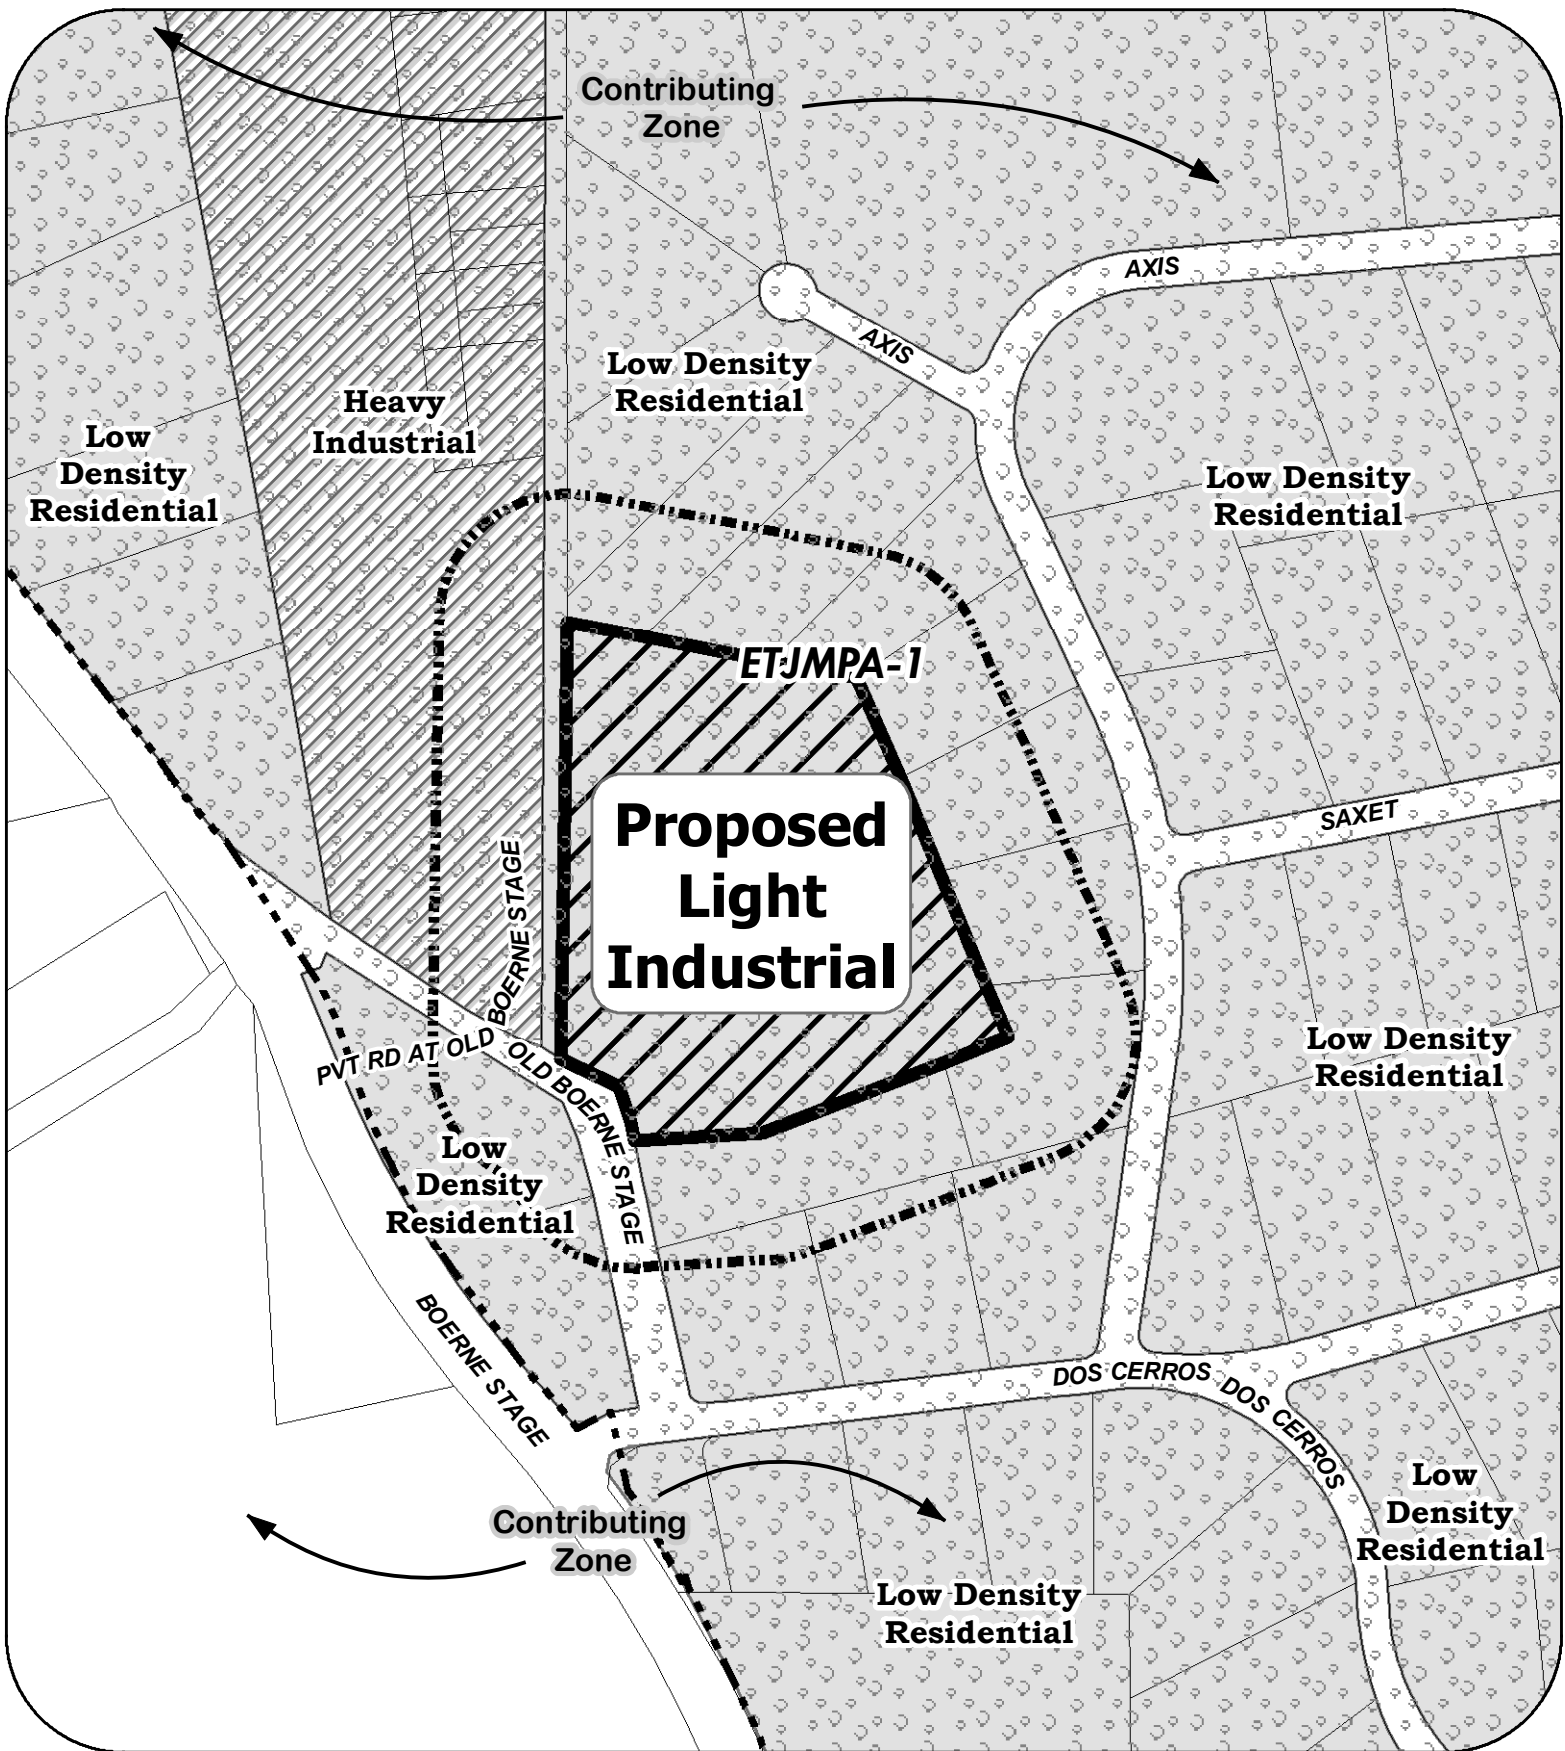 Contributing
Zone
AXIS
AXIS
Low Density
Residential
Heavy
Industrial
Low
Density
Residential
Low Density
Residential
ETJMPA-1
Proposed
Light
Industrial
SAXET
BOERNE STAGE
PVT RD AT OLD
OLD BOERNE STAGE
Low Density
Residential
Low
Density
Residential
BOERNE STAGE
DOS CERROS
DOS CERROS
Low
Density
Residential
Contributing
Zone
Low Density
Residential